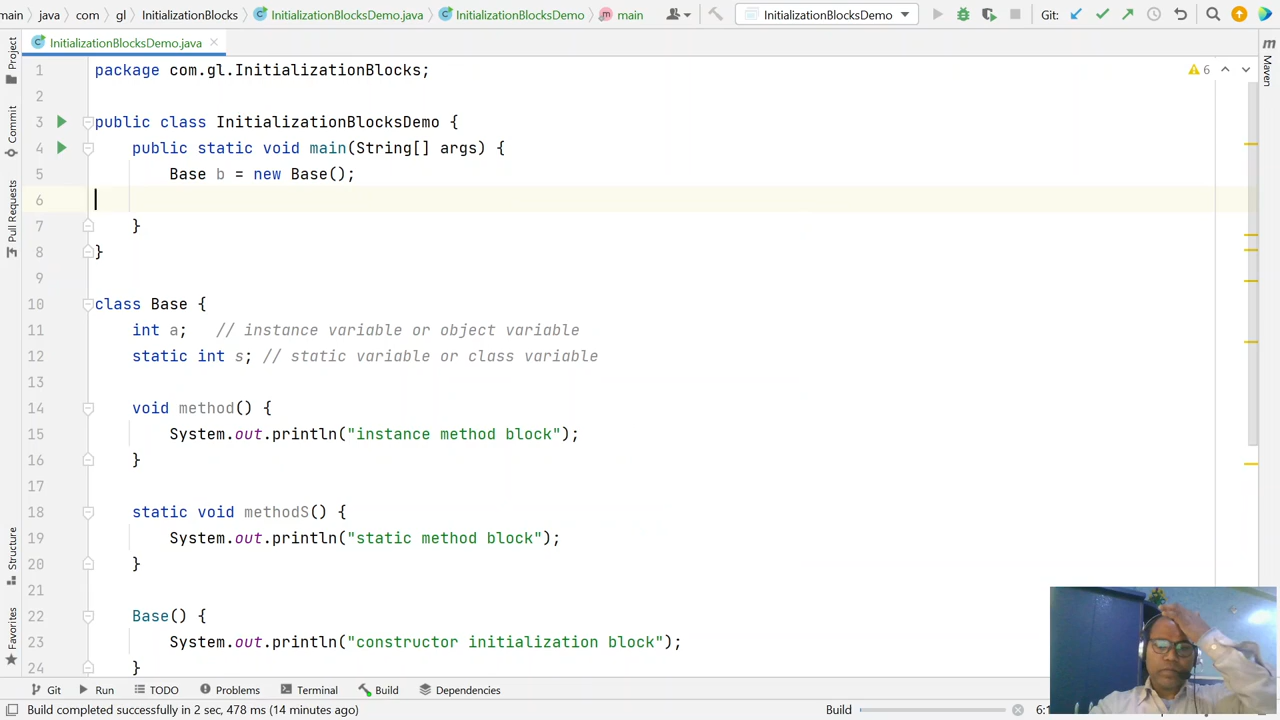 main java com gl InitializationBlocks InitializationBlocksDemo.java InitializationBlocksDemo main InitializationBlocksDemo Git:
InitializationBlocksDemo.java
Project
Commit
Pull Requests
Structure
Favorites
Maven
6
1 package com.gl.InitializationBlocks;
2
3 public class InitializationBlocksDemo {
4 public static void main(String[] args) {
5 Base b = new Base();
6
7 }
8 }
9
10 class Base {
11 int a; // instance variable or object variable
12 static int s; // static variable or class variable
13
14 void method() {
15 System.out.println("instance method block");
16 }
17
18 static void methodS() {
19 System.out.println("static method block");
20 }
21
22 Base() {
23 System.out.println("constructor initialization block");
24 }
Git Run TODO Problems Terminal Build Dependencies
Build completed successfully in 2 sec, 478 ms (14 minutes ago) Build